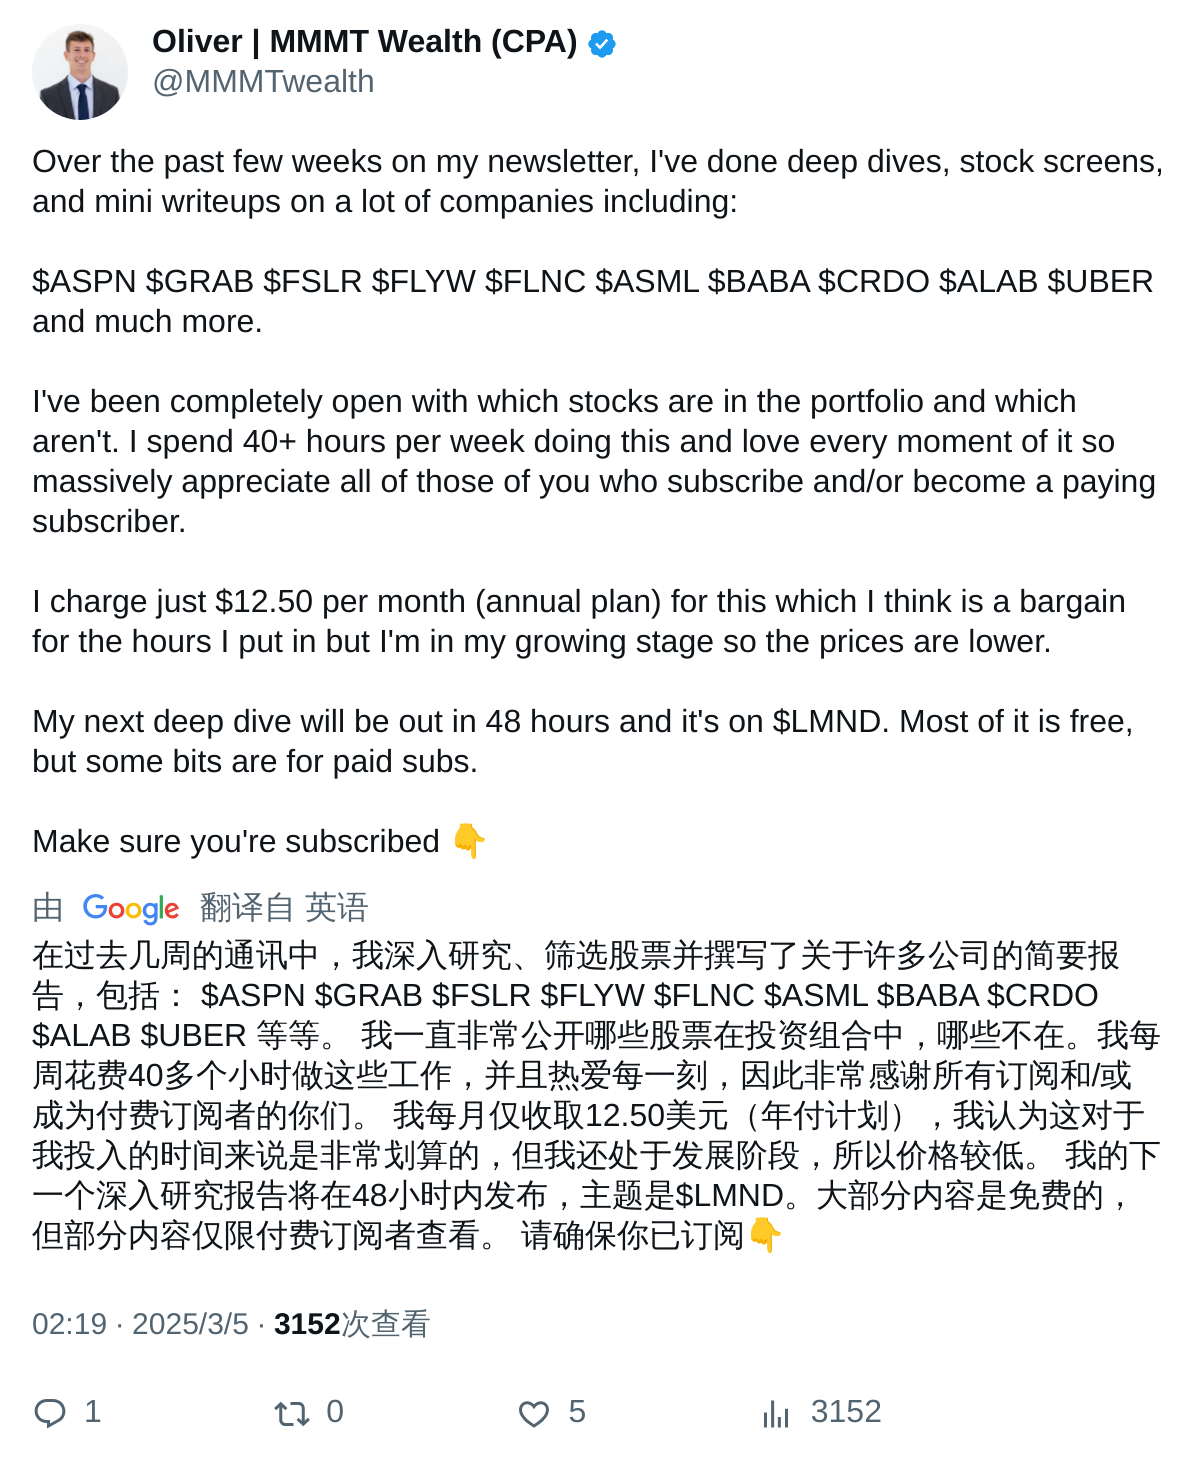 Oliver | MMMT Wealth (CPA)
@MMMTwealth
Over the past few weeks on my newsletter, I've done deep dives, stock screens,
and mini writeups on a lot of companies including:
$ASPN $GRAB $FSLR $FLYW $FLNC $ASML $BABA $CRDO $ALAB $UBER
and much more.
I've been completely open with which stocks are in the portfolio and which
aren't. I spend 40+ hours per week doing this and love every moment of it so
massively appreciate all of those of you who subscribe and/or become a paying
subscriber.
I charge just $12.50 per month (annual plan) for this which I think is a bargain
for the hours I put in but I'm in my growing stage so the prices are lower.
My next deep dive will be out in 48 hours and it's on $LMND. Most of it is free,
but some bits are for paid subs.
Make sure you're subscribed 👇
由 Google 翻译自 英语
在过去几周的通讯中，我深入研究、筛选股票并撰写了关于许多公司的简要报
告，包括： $ASPN $GRAB $FSLR $FLYW $FLNC $ASML $BABA $CRDO
$ALAB $UBER 等等。 我一直非常公开哪些股票在投资组合中，哪些不在。我每
周花费40多个小时做这些工作，并且热爱每一刻，因此非常感谢所有订阅和/或
成为付费订阅者的你们。 我每月仅收取12.50美元（年付计划），我认为这对于
我投入的时间来说是非常划算的，但我还处于发展阶段，所以价格较低。 我的下
一个深入研究报告将在48小时内发布，主题是$LMND。大部分内容是免费的，
但部分内容仅限付费订阅者查看。 请确保你已订阅👇
02:19 · 2025/3/5 · 3152次查看
1 0 5 3152